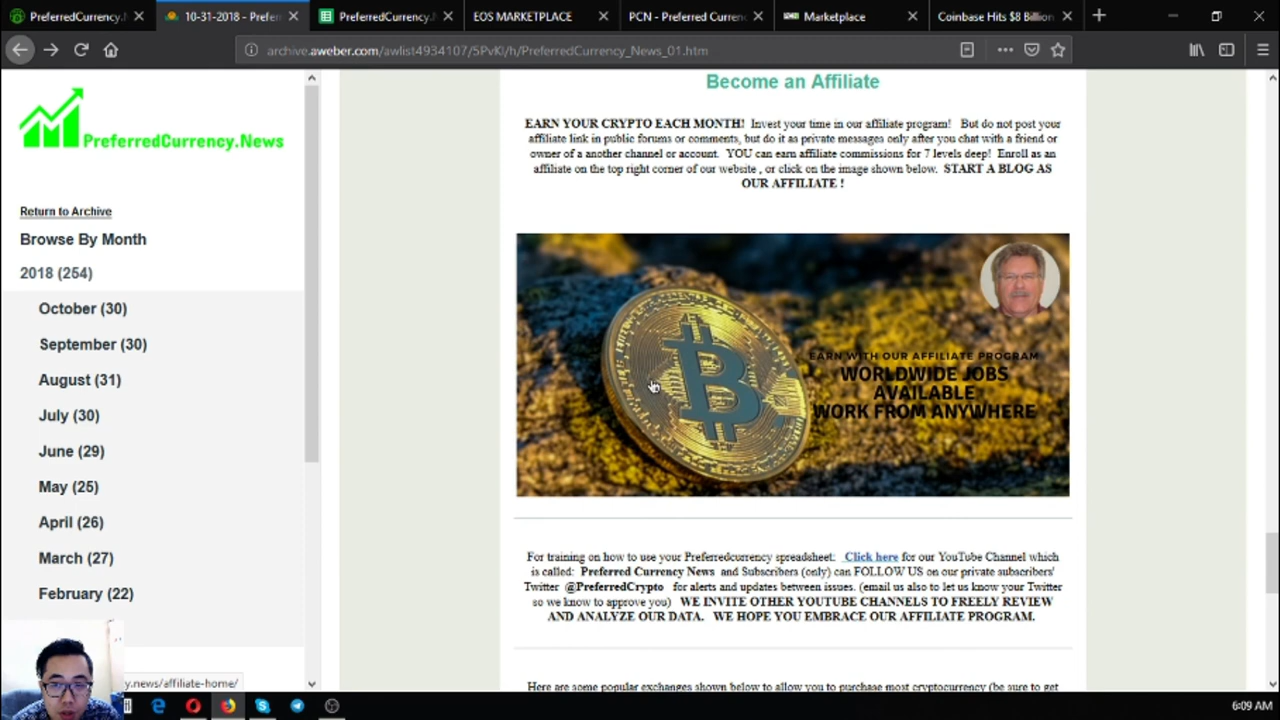 PreferredCurrency.
10-31-2018 - Prefer
PreferredCurrency.N
EOS MARKETPLACE
PCN - Preferred Currenc
Marketplace
Coinbase Hits $8 Billion
archive.aweber.com/awlist4934107/5PvKl/h/PreferredCurrency_News_01.htm
PreferredCurrency.News
Return to Archive
Browse By Month
2018 (254)
October (30)
September (30)
August (31)
July (30)
June (29)
May (25)
April (26)
March (27)
February (22)
y.news/affiliate-home/
Become an Affiliate
EARN YOUR CRYPTO EACH MONTH! Invest your time in our affiliate program! But do not post your
affiliate link in public forums or comments, but do it as private messages only after you chat with a friend or
owner of a another channel or account. YOU can earn affiliate commissions for 7 levels deep! Enroll as an
affiliate on the top right corner of our website , or click on the image shown below. START A BLOG AS
OUR AFFILIATE !
EARN WITH OUR AFFILIATE PROGRAM
WORLDWIDE JOBS
AVAILABLE
WORK FROM ANYWHERE
For training on how to use your Preferredcurrency spreadsheet: Click here for our YouTube Channel which
is called: Preferred Currency News and Subscribers (only) can FOLLOW US on our private subscribers'
Twitter @PreferredCrypto for alerts and updates between issues. (email us also to let us know your Twitter
so we know to approve you) WE INVITE OTHER YOUTUBE CHANNELS TO FREELY REVIEW
AND ANALYZE OUR DATA. WE HOPE YOU EMBRACE OUR AFFILIATE PROGRAM.
Here are some popular exchanges shown below to allow you to purchase most cryptocurrency (be sure to get
6:09 AM